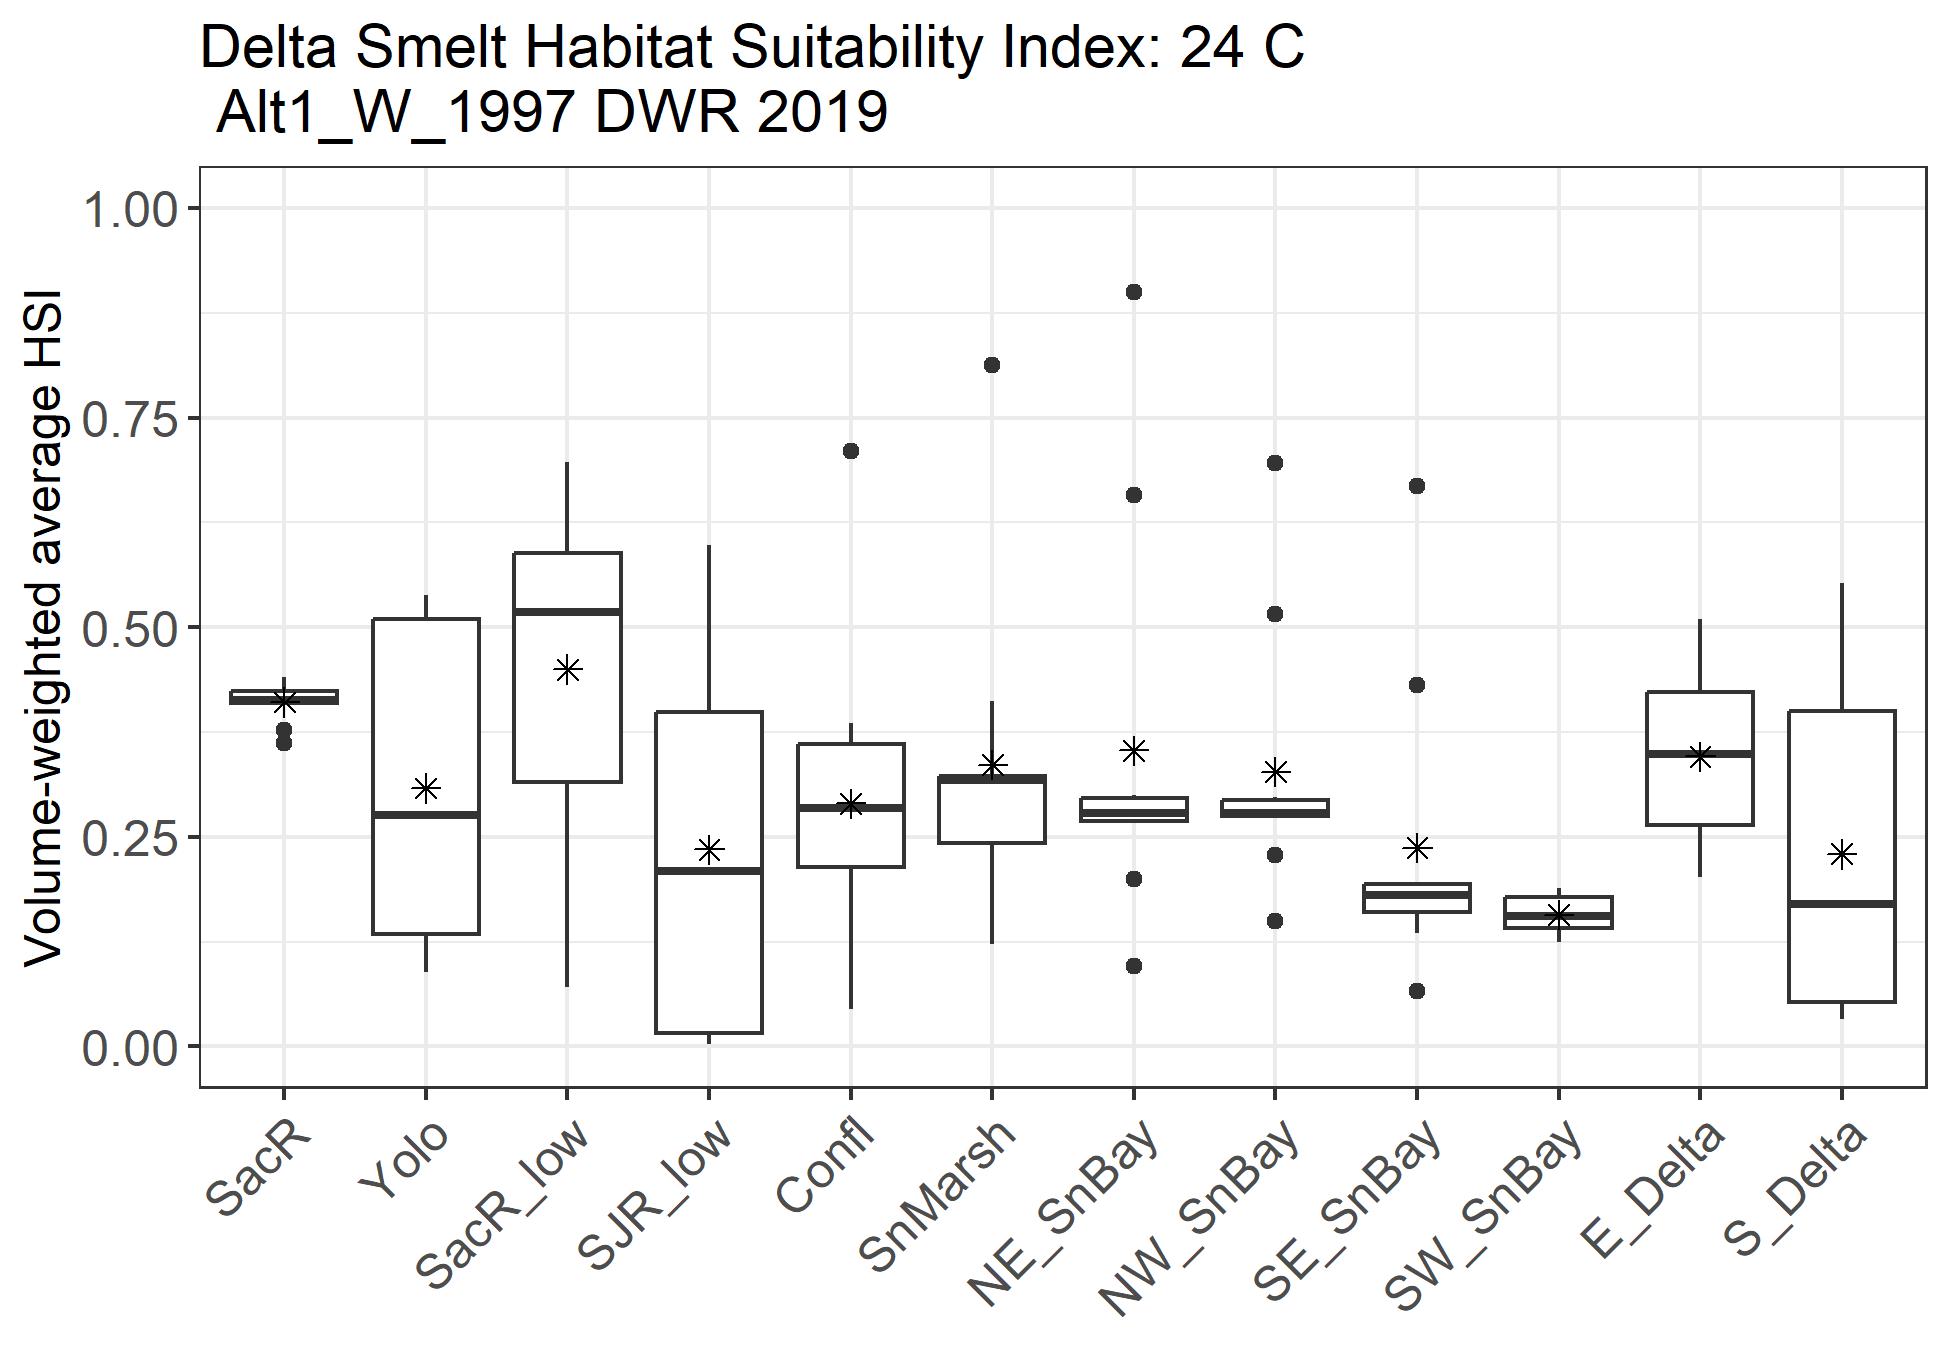 Delta Smelt Habitat Suitability Index: 24 C
Alt1_W_1997 DWR 2019
Volume-weighted average HSI
1.00
0.75
0.50
0.25
0.00
SacR
Yolo
SacR_low
SJR_low
Confl
SnMarsh
NE_SnBay
NW_SnBay
SE_SnBay
SW_SnBay
E_Delta
S_Delta